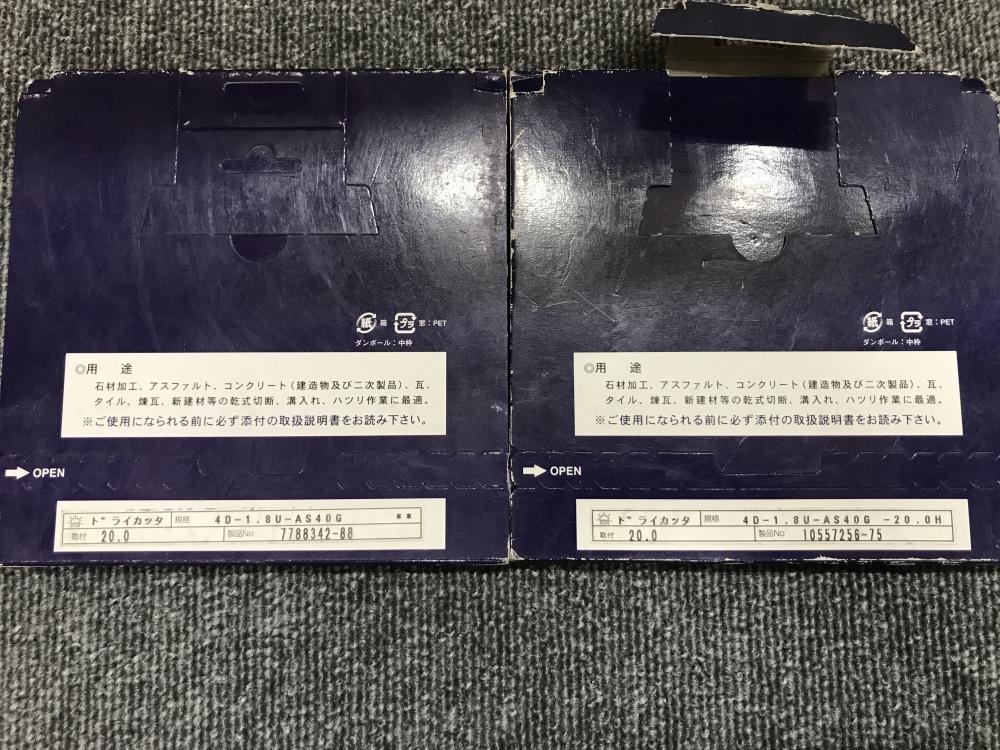 紙 箱 プラ 窓：PET
ダンボール：中枠
◎用　途
石材加工、アスファルト、コンクリート（建造物及び二次製品）、瓦、
タイル、煉瓦、新建材等の乾式切断、溝入れ、ハツリ作業に最適。
※ご使用になられる前に必ず添付の取扱説明書をお読み下さい。
OPEN
ドライカッタ 規格 4D-1.8U-AS40G
取付 20.0 製品No 7788342-88
紙 箱 プラ 窓：PET
ダンボール：中枠
◎用　途
石材加工、アスファルト、コンクリート（建造物及び二次製品）、瓦、
タイル、煉瓦、新建材等の乾式切断、溝入れ、ハツリ作業に最適。
※ご使用になられる前に必ず添付の取扱説明書をお読み下さい。
OPEN
ドライカッタ 規格 4D-1.8U-AS40G -20.0H
取付 20.0 製品No 10557256-75